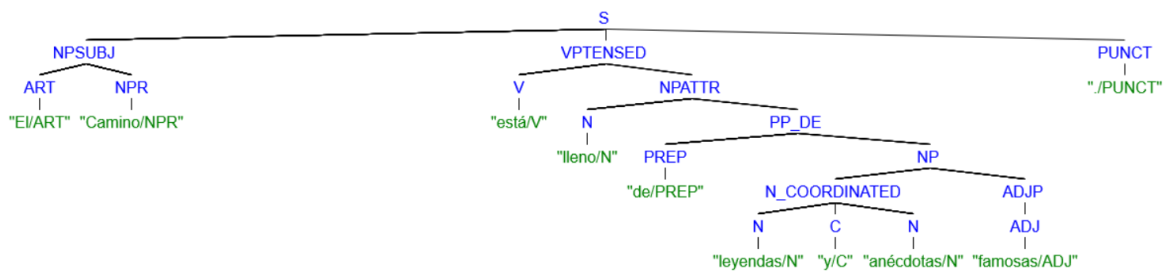 S
NPSUBJ VPTENSED PUNCT
ART NPR V NPATTR "./PUNCT"
"El/ART" "Camino/NPR" "está/V" N PP_DE
"lleno/N" PREP NP
"de/PREP" N_COORDINATED ADJP
N C N ADJ
"leyendas/N" "y/C" "anécdotas/N" "famosas/ADJ"